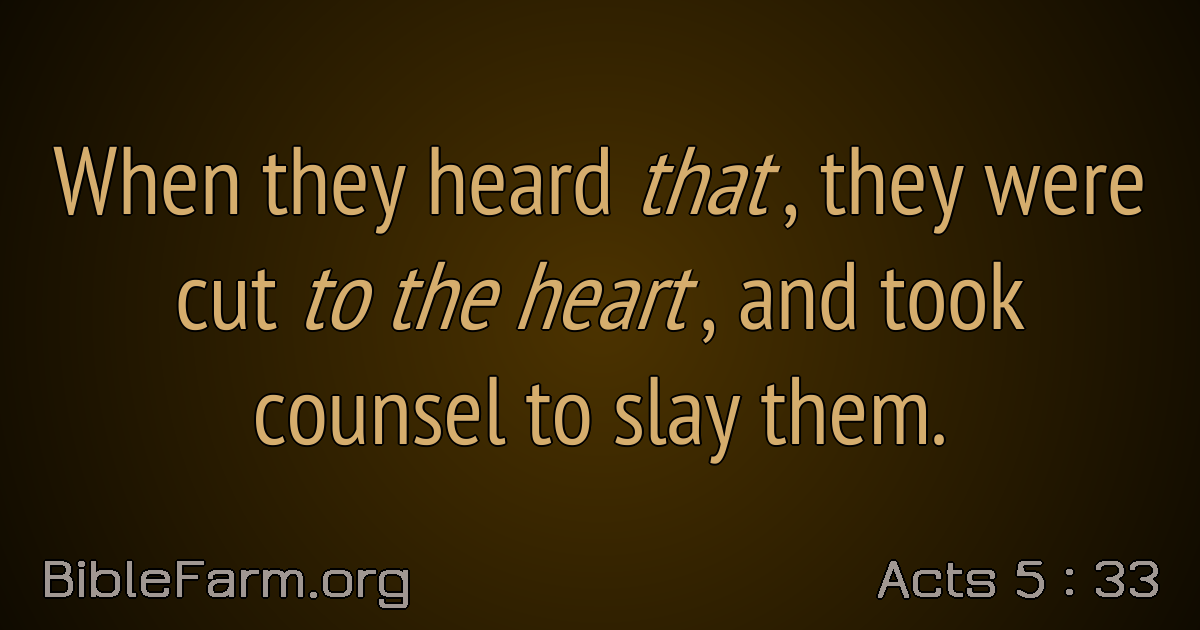 When they heard that , they were
cut to the heart , and took
counsel to slay them.
BibleFarm.org
Acts 5 : 33